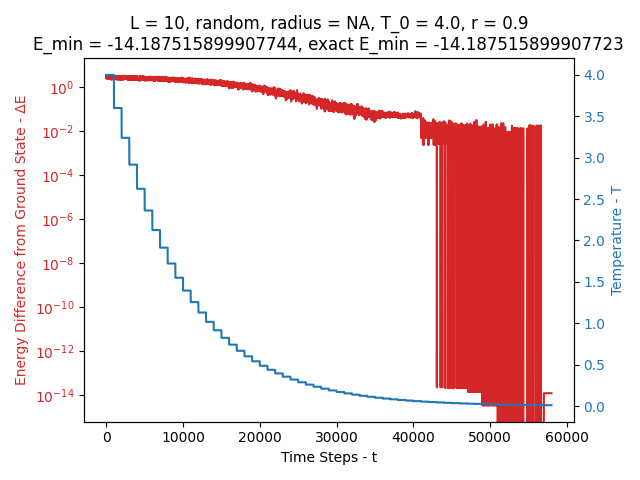 L = 10, random, radius = NA, T_0 = 4.0, r = 0.9
E_min = -14.187515899907744, exact E_min = -14.187515899907723
Energy Difference from Ground State - ΔE
10^0
10^-2
10^-4
10^-6
10^-8
10^-10
10^-12
10^-14
4.0
3.5
3.0
2.5
2.0
1.5
1.0
0.5
0.0
Temperature - T
0 10000 20000 30000 40000 50000 60000
Time Steps - t